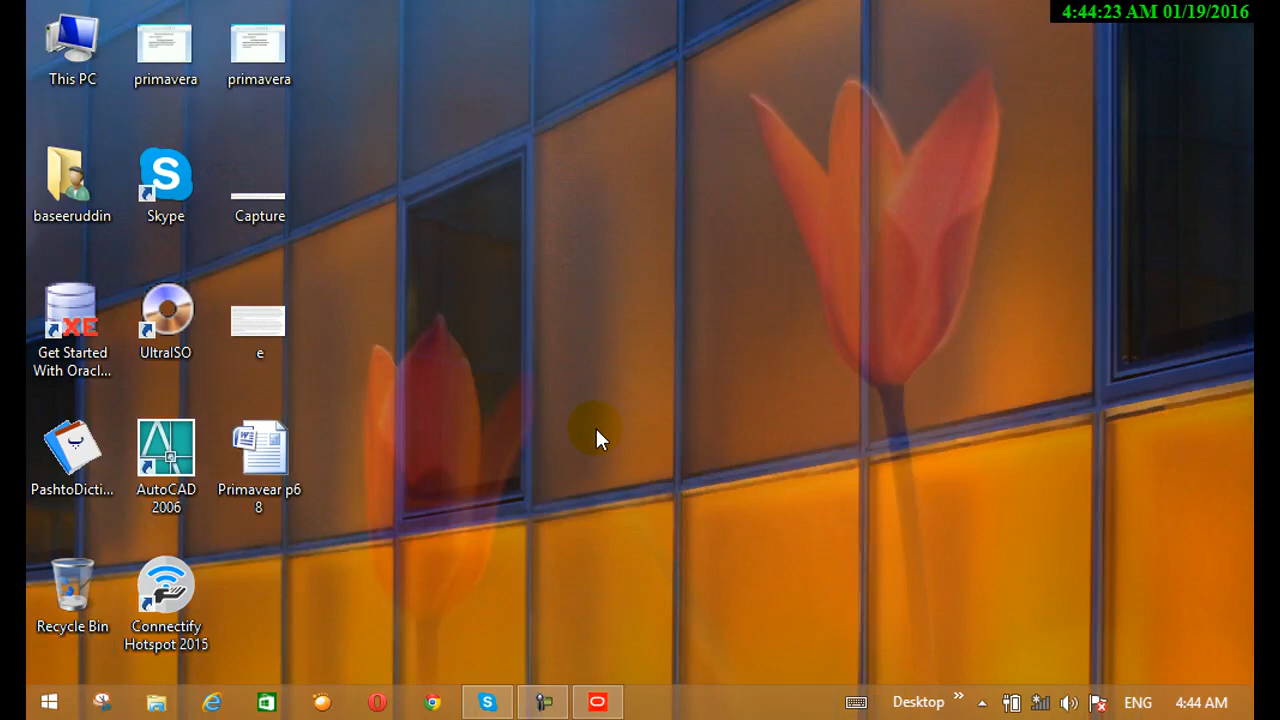 4:44:23 AM 01/19/2016
This PC
primavera
primavera
baseeruddin
Skype
Capture
Get Started
With Oracl...
UltraISO
e
PashtoDicti...
AutoCAD
2006
Primavear p6
8
Recycle Bin
Connectify
Hotspot 2015
Desktop
ENG
4:44 AM